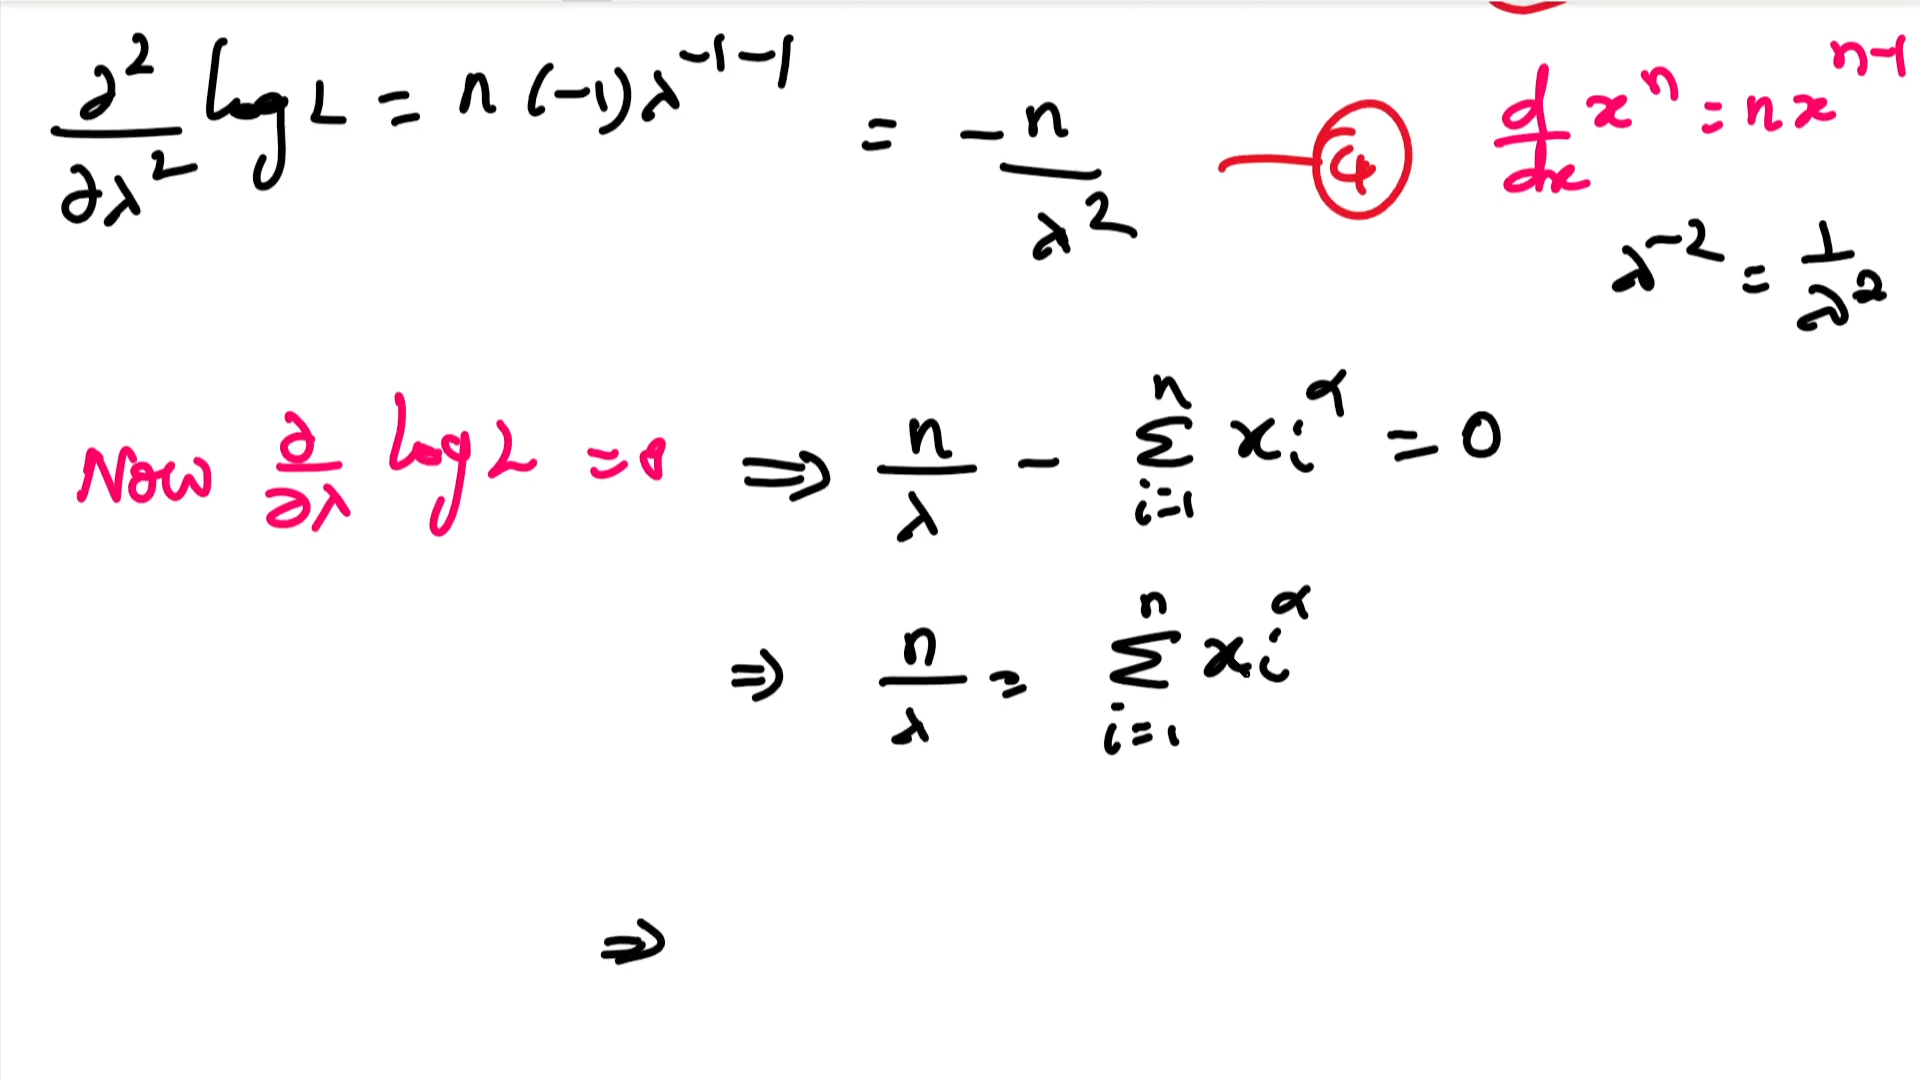 ∂²/∂λ² log L = n (-1) λ^(-1-1) = -n/λ² —④
d/dx xⁿ = n x^(n-1)
λ^(-2) = 1/λ²
Now ∂/∂λ log L = 0 ⇒ n/λ - Σ_{i=1}^{n} x_i^α = 0
⇒ n/λ = Σ_{i=1}^{n} x_i^α
⇒